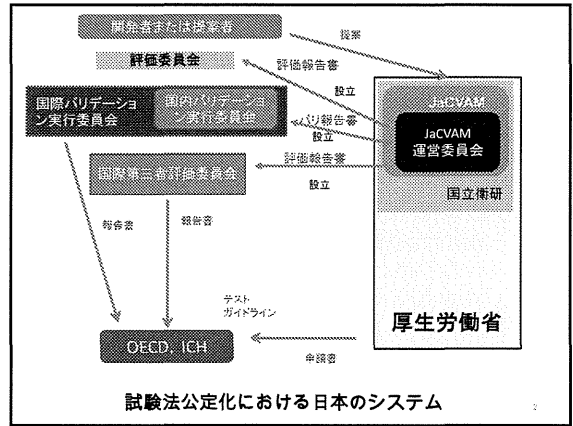 開発者または提案者
提案
評価委員会
評価報告書
設立
国際バリデーショ
ン実行委員会
国内バリデーショ
ン実行委員会
バリ報告書
設立
JaCVAM
JaCVAM
運営委員会
国際第三者評価委員会
評価報告書
設立
国立衛研
報告書
報告書
テスト
ガイドライン
厚生労働省
OECD, ICH
申請書
試験法公定化における日本のシステム